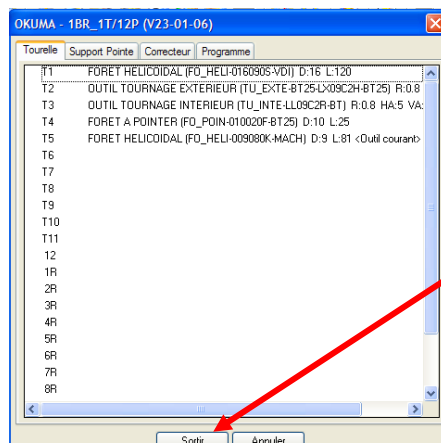 OKUMA - 1BR_1T/12P (V23-01-06)
Tourelle Support Pointe Correcteur Programme
T1 FORET HELICOIDAL (FO_HELI-016090S-VDI) D:16 L:120
T2 OUTIL TOURNAGE EXTERIEUR (TU_EXTE-BT25-LX09C2H-BT25) R:0.8
T3 OUTIL TOURNAGE INTERIEUR (TU_INTE-LL09C2R-BT) R:0.8 HA:5 VA:
T4 FORET A POINTER (FO_POIN-010020F-BT25) D:10 L:25
T5 FORET HELICOIDAL (FO_HELI-009080K-MACH) D:9 L:81 <Outil courant>
T6
T7
T8
T9
T10
T11
12
1R
2R
3R
4R
5R
6R
7R
8R
Sortir Annuler